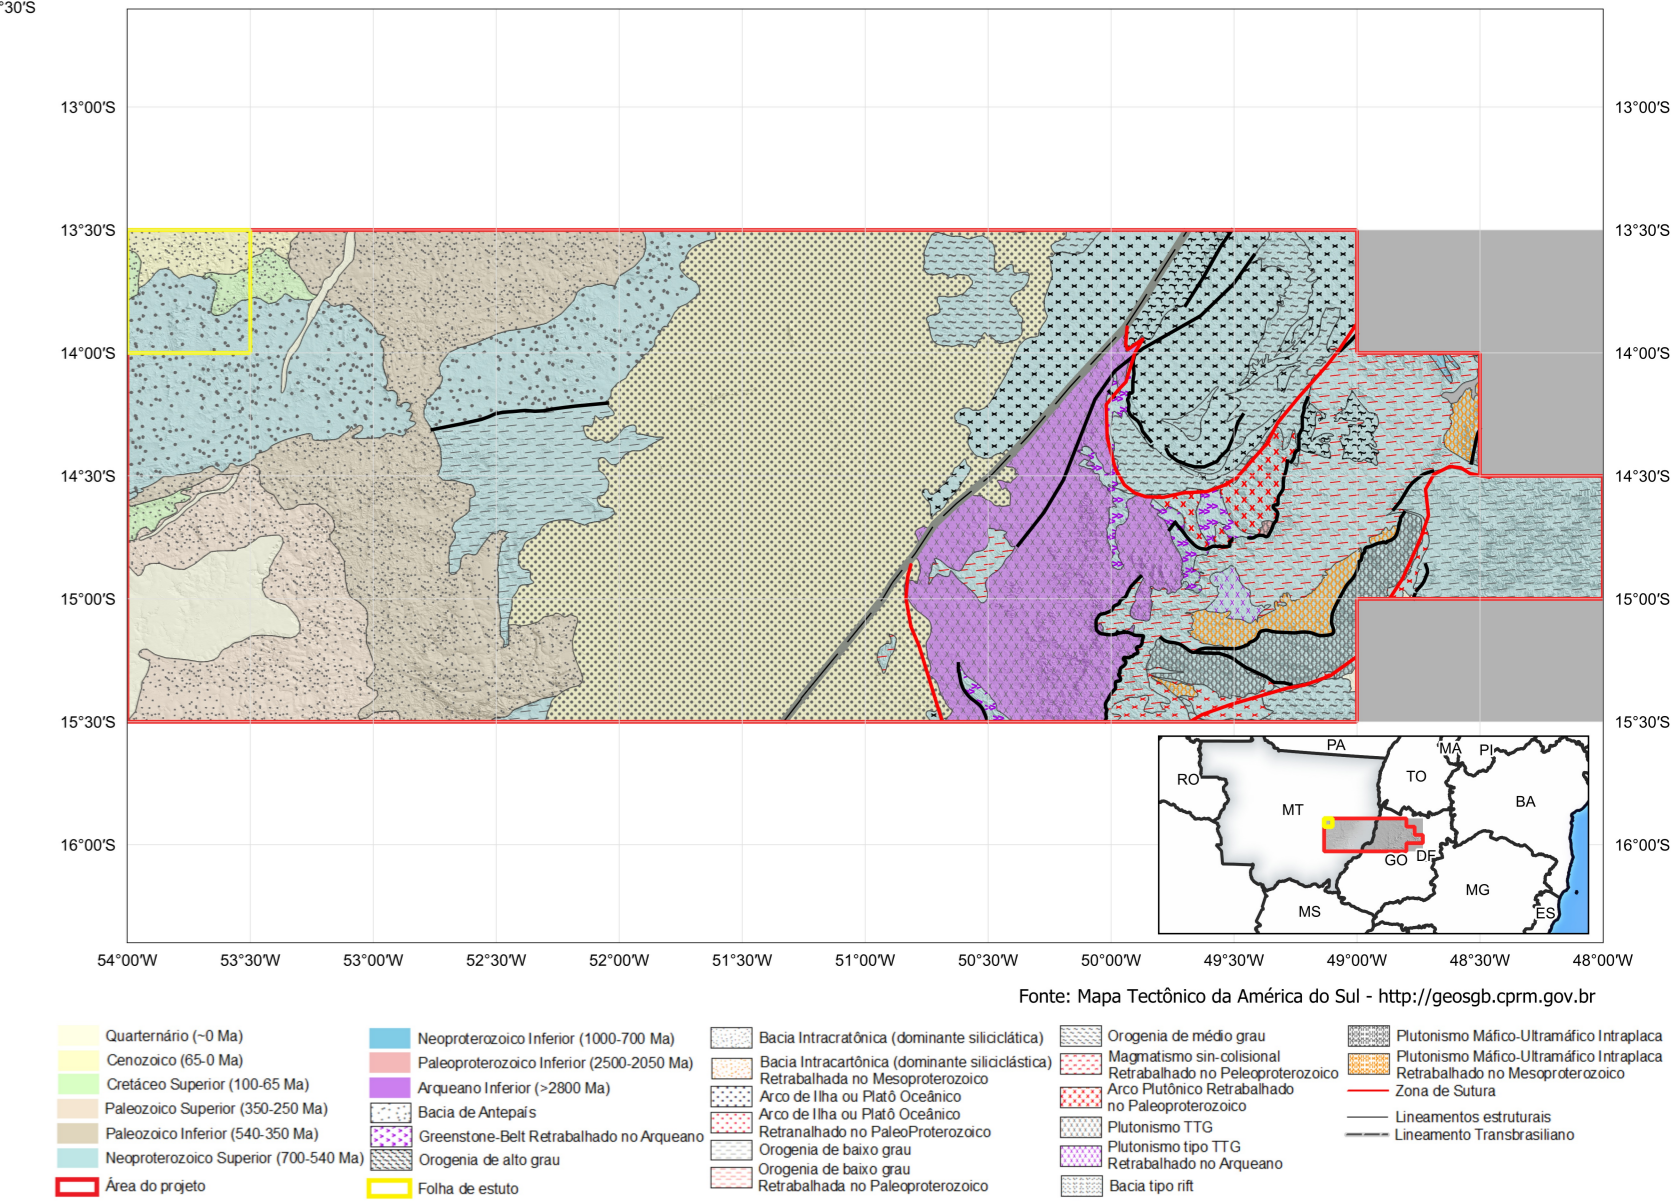 °30'S
13°00'S
13°00'S
13°30'S
13°30'S
14°00'S
14°00'S
14°30'S
14°30'S
15°00'S
15°00'S
15°30'S
15°30'S
16°00'S
16°00'S
PA
MA
PI
RO
MT
TO
BA
GO
DF
MG
MS
ES
54°00'W
53°30'W
53°00'W
52°30'W
52°00'W
51°30'W
51°00'W
50°30'W
50°00'W
49°30'W
49°00'W
48°30'W
48°00'W
Fonte: Mapa Tectônico da América do Sul - http://geosgb.cprm.gov.br
Quarternário (~0 Ma)
Cenozoico (65-0 Ma)
Cretáceo Superior (100-65 Ma)
Paleozoico Superior (350-250 Ma)
Paleozoico Inferior (540-350 Ma)
Neoproterozoico Superior (700-540 Ma)
Área do projeto
Neoproterozoico Inferior (1000-700 Ma)
Paleoproterozoico Inferior (2500-2050 Ma)
Arqueano Inferior (>2800 Ma)
Bacia de Antepaís
Greenstone-Belt Retrabalhado no Arqueano
Orogenia de alto grau
Folha de estuto
Bacia Intracratônica (dominante siliciclática)
Bacia Intracartônica (dominante siliciclástica)
Retrabalhada no Mesoproterozoico
Arco de Ilha ou Platô Oceânico
Arco de Ilha ou Platô Oceânico
Retranalhado no PaleoProterozoico
Orogenia de baixo grau
Orogenia de baixo grau
Retrabalhada no Paleoproterozoico
Orogenia de médio grau
Magmatismo sin-colisional
Retrabalhado no Peleoproterozoico
Arco Plutônico Retrabalhado
no Paleoproterozoico
Plutonismo TTG
Plutonismo tipo TTG
Retrabalhado no Arqueano
Bacia tipo rift
Plutonismo Máfico-Ultramáfico Intraplaca
Plutonismo Máfico-Ultramáfico Intraplaca
Retrabalhado no Mesoproterozoico
Zona de Sutura
Lineamentos estruturais
Lineamento Transbrasiliano